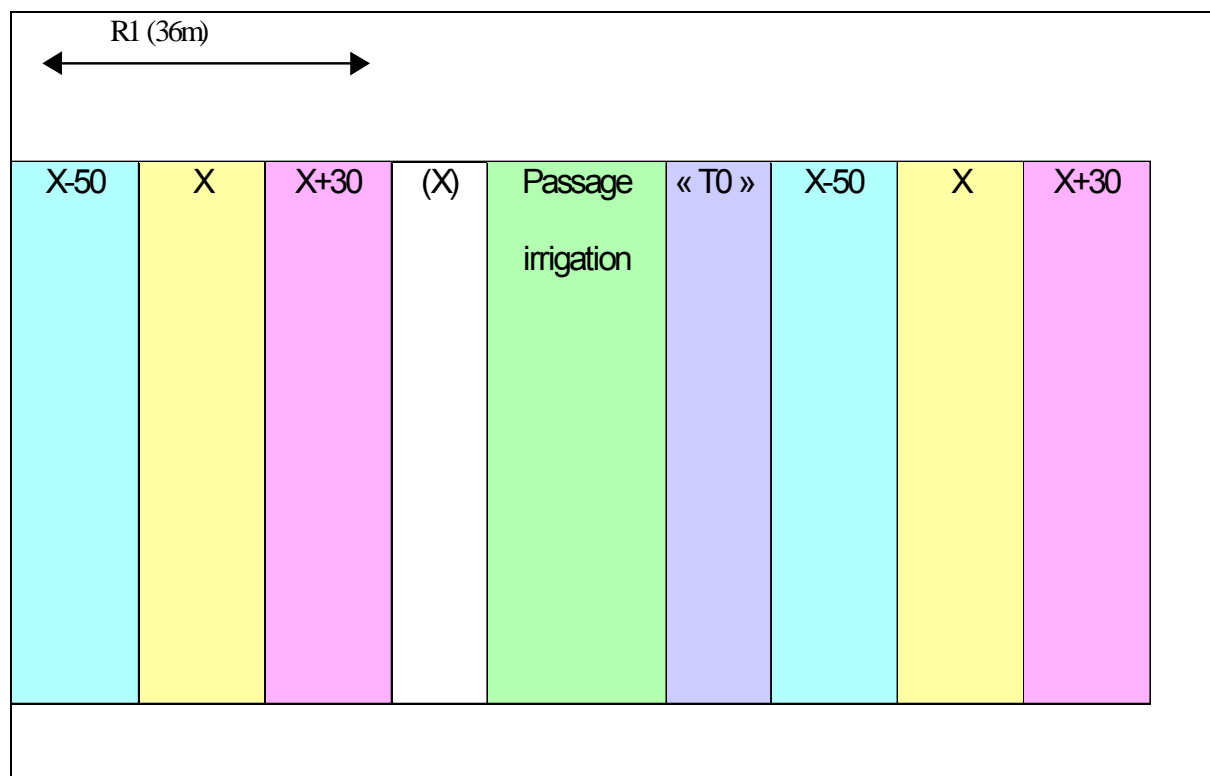 R1 (36m)
X-50 X X+30 (X) Passage « T0 » X-50 X X+30
irrigation